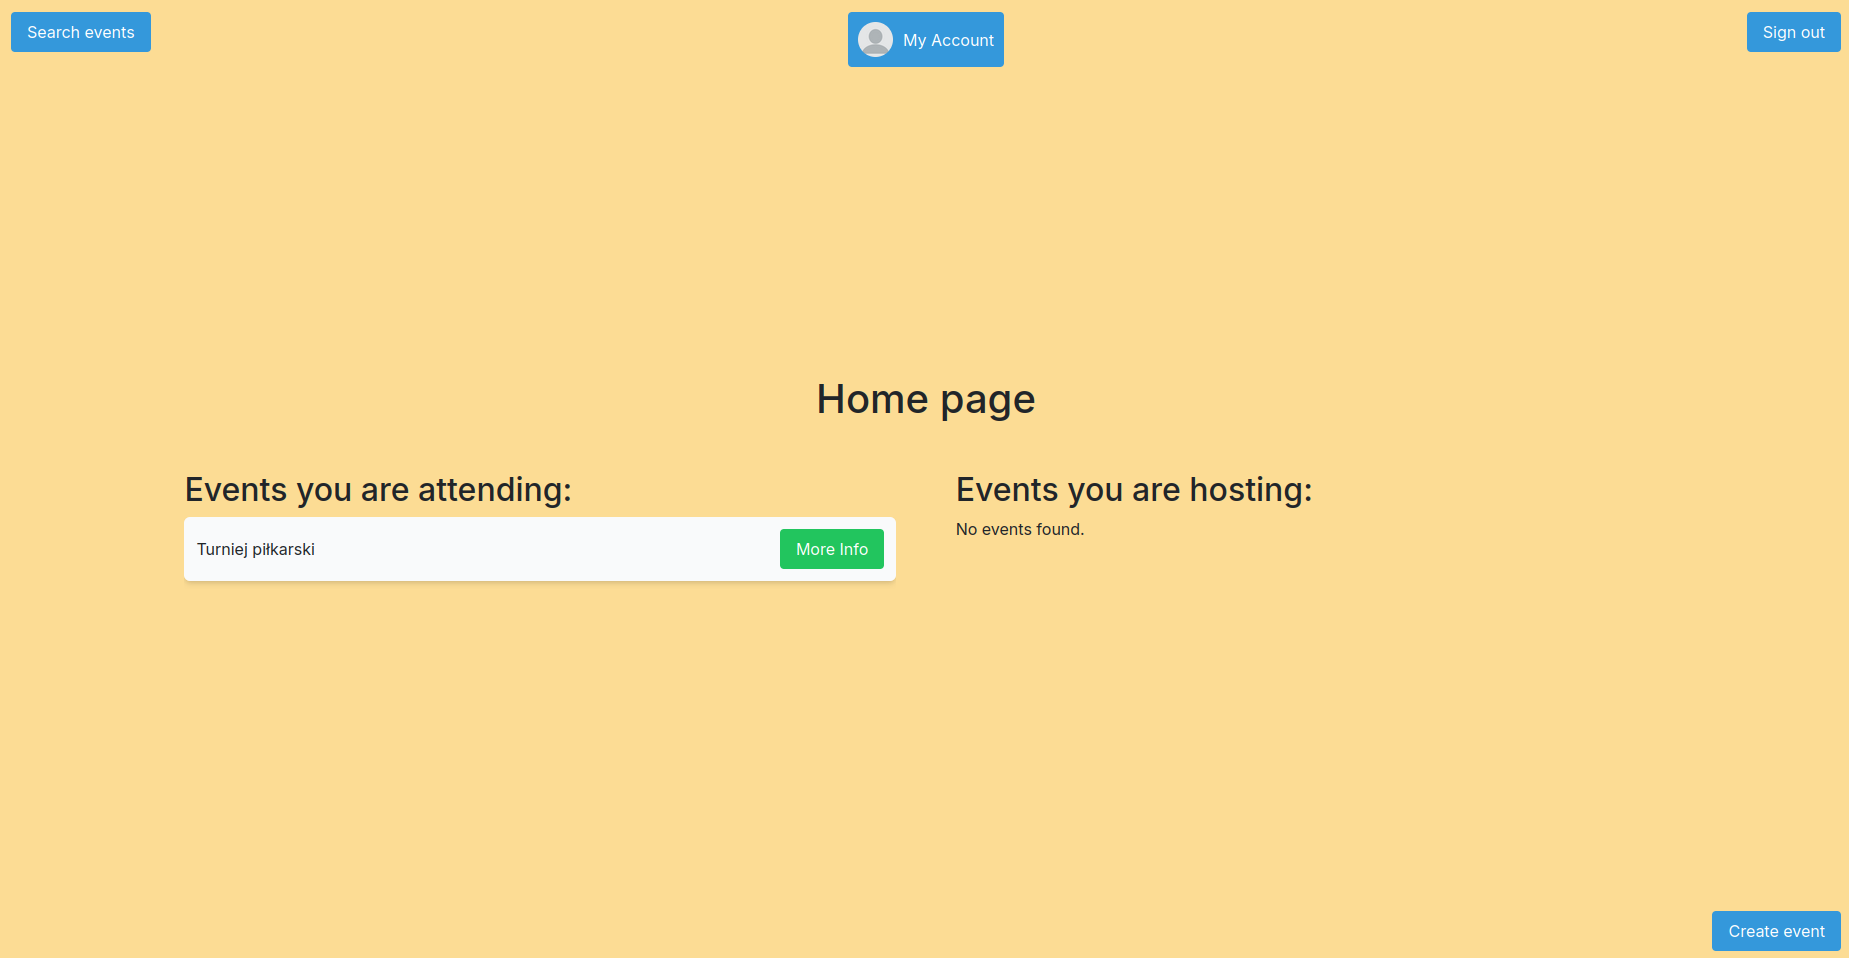 Search events
My Account
Sign out
Home page
Events you are attending:
Turniej piłkarski
More Info
Events you are hosting:
No events found.
Create event